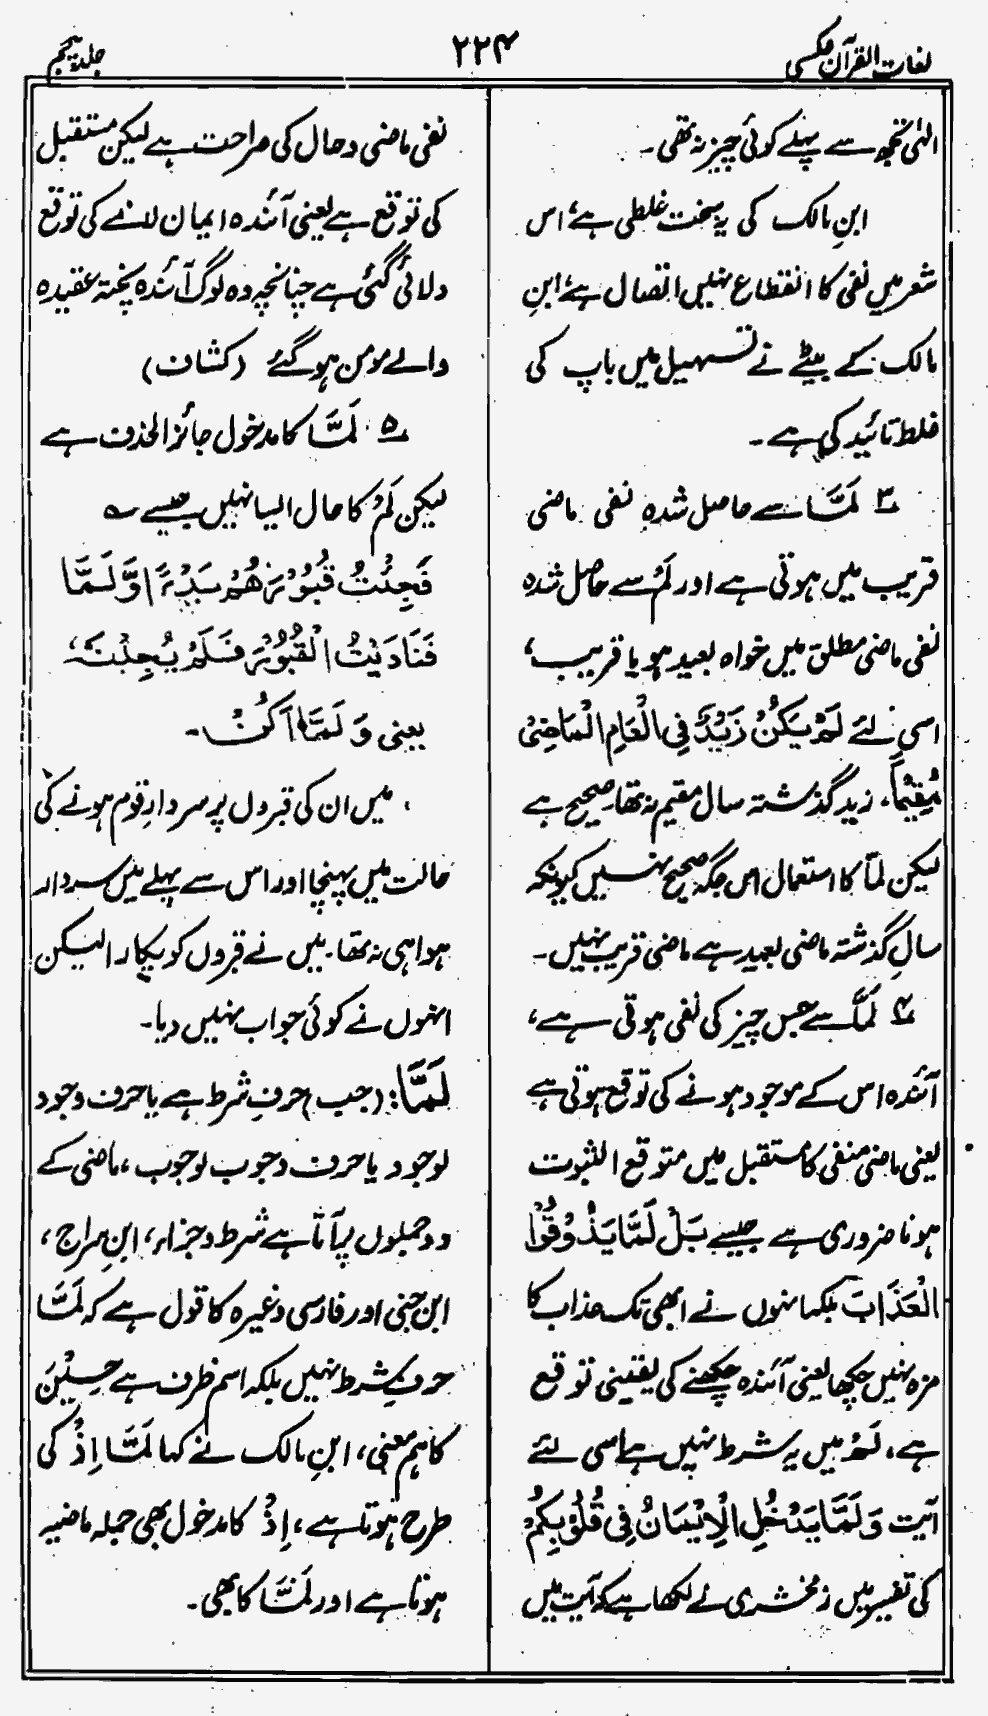 لغات القرآن عکسی
۲۲۴
جلد پنجم
الٰہی تجھ سے پہلے کوئی چیز نہ تھی۔
ابنِ مالک کی یہ سخت غلطی ہے، اس
شعر میں نفی کا انقطاع نہیں اتصال ہے، ابنِ
مالک کے بیٹے نے تسہیل میں باپ کی
غلط تائید کی ہے۔
۳ لَمَّا سے حاصل شدہ نفی ماضی
قریب میں ہوتی ہے اور لَمْ سے حاصل شدہ
نفی ماضی مطلق میں خواہ بعید ہو یا قریب،
اسی لئے لَمْ یَکُنْ زَیْدٌ فِی الْعَامِ الْمَاضِیْ
مُقِیْمًا۔ زید گذشتہ سال مقیم نہ تھا، صحیح ہے
لیکن لمّا کا استعمال اس جگہ صحیح نہیں کیونکہ
سالِ گذشتہ ماضی بعید ہے ماضی قریب نہیں۔
۴ لَمَّا سے جس چیز کی نفی ہوتی ہے،
آئندہ اس کے موجود ہونے کی توقع ہوتی ہے
یعنی ماضی منفی کا مستقبل میں متوقع الثبوت
ہونا ضروری ہے جیسے بَلْ لَمَّا یَذُوْقُوْا
الْعَذَابَ بلکہ انہوں نے ابھی تک عذاب کا
مزہ نہیں چکھا یعنی آئندہ چکھنے کی یقینی توقع
ہے، لَمْ میں یہ شرط نہیں ہے اسی لئے
آیت وَلَمَّا یَدْخُلِ الْاِیْمَانُ فِیْ قُلُوْبِکُمْ
کی تفسیر میں زمخشری نے لکھا ہے کہ آیت میں
نفی ماضی و حال کی صراحت ہے لیکن مستقبل
کی توقع ہے یعنی آئندہ ایمان لانے کی توقع
دلائی گئی ہے چنانچہ وہ لوگ آئندہ پختہ عقیدہ
والے مومن ہو گئے (کشاف)
۵ لَمَّا کا مدخول جائز الحذف ہے
لیکن لَمْ کا حال ایسا نہیں جیسے ؎
فَجِئْتُ قُبُوْرَهُمْ بَدْءًا وَّلَمَّا
فَنَادَیْتُ الْقُبُوْرَ فَلَمْ یُجِبْنَهٗ
یعنی وَلَمَّا اَکُنْ۔
میں ان کی قبروں پر سردارِ قوم ہونے کی
حالت میں پہنچا اور اس سے پہلے میں سردار
ہوا ہی نہ تھا۔ میں نے قبروں کو پکارا لیکن
انہوں نے کوئی جواب نہیں دیا۔
لَمَّا: (جب) حرفِ شرط ہے یا حرف وجود
لوجود یا حرف وجوب لوجوب، ماضی کے
دو جملوں پر آتا ہے شرط و جزاء، ابنِ سراج،
ابن جنی اور فارسی وغیرہ کا قول ہے کہ لَمَّا
حرفِ شرط نہیں بلکہ اسم ظرف ہے حِیْنَ
کا ہم معنی، ابنِ مالک نے کہا لَمَّا اِذْ کی
طرح ہوتا ہے، اِذْ کا مدخول بھی جملہ ماضیہ
ہوتا ہے اور لَمَّا کا بھی۔